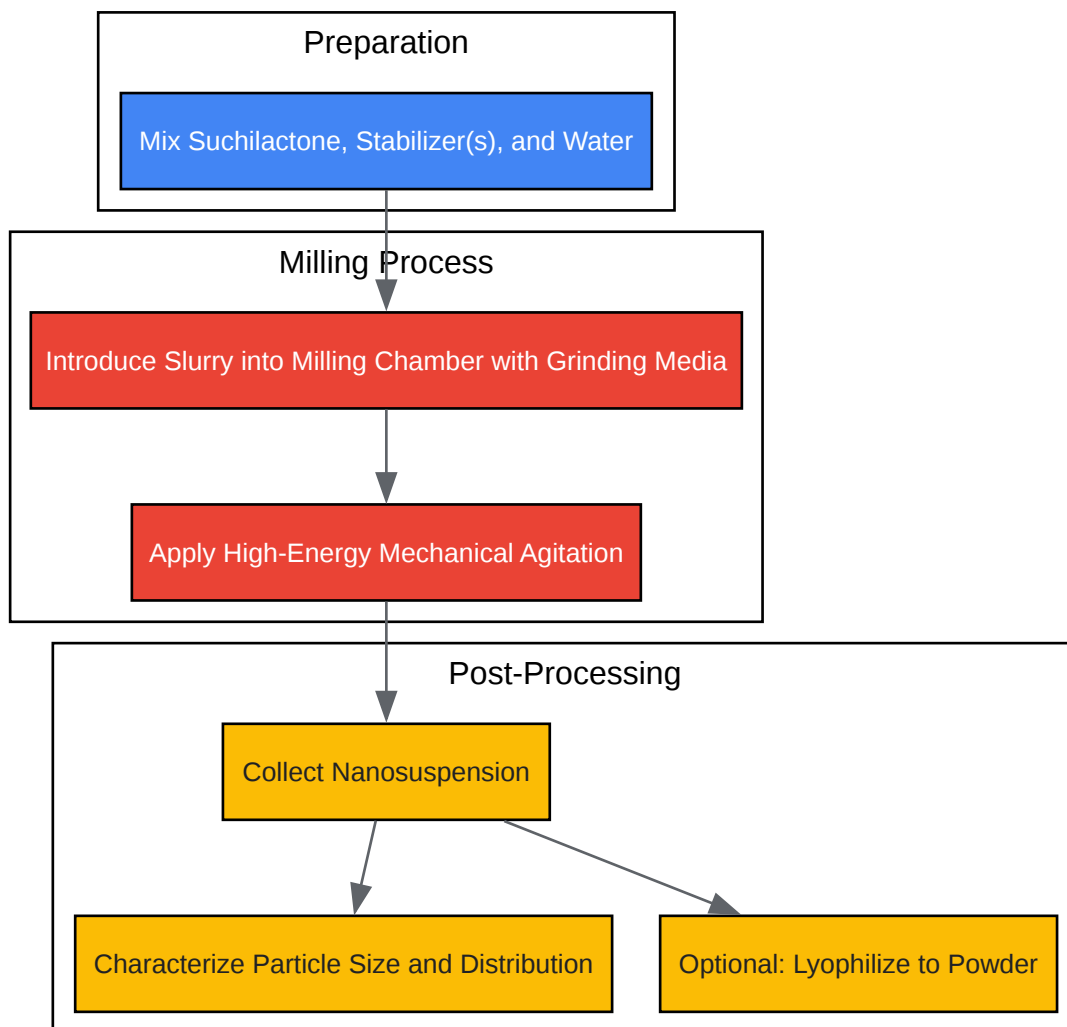 Preparation
Mix Suchilactone, Stabilizer(s), and Water
Milling Process
Introduce Slurry into Milling Chamber with Grinding Media
Apply High-Energy Mechanical Agitation
Post-Processing
Collect Nanosuspension
Characterize Particle Size and Distribution
Optional: Lyophilize to Powder